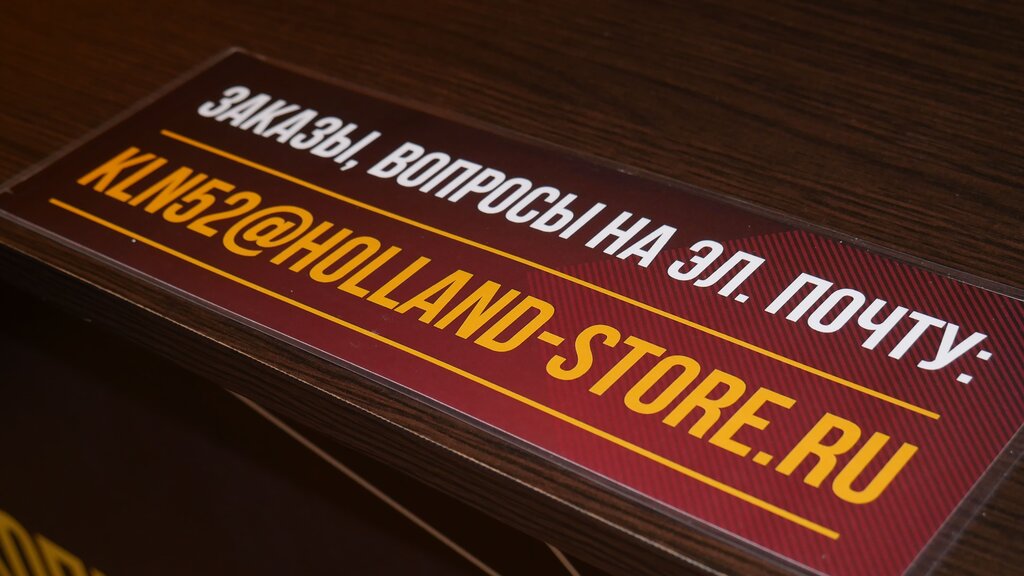 ЗАКАЗЫ, ВОПРОСЫ НА ЭЛ. ПОЧТУ:
KLN52@HOLLAND-STORE.RU